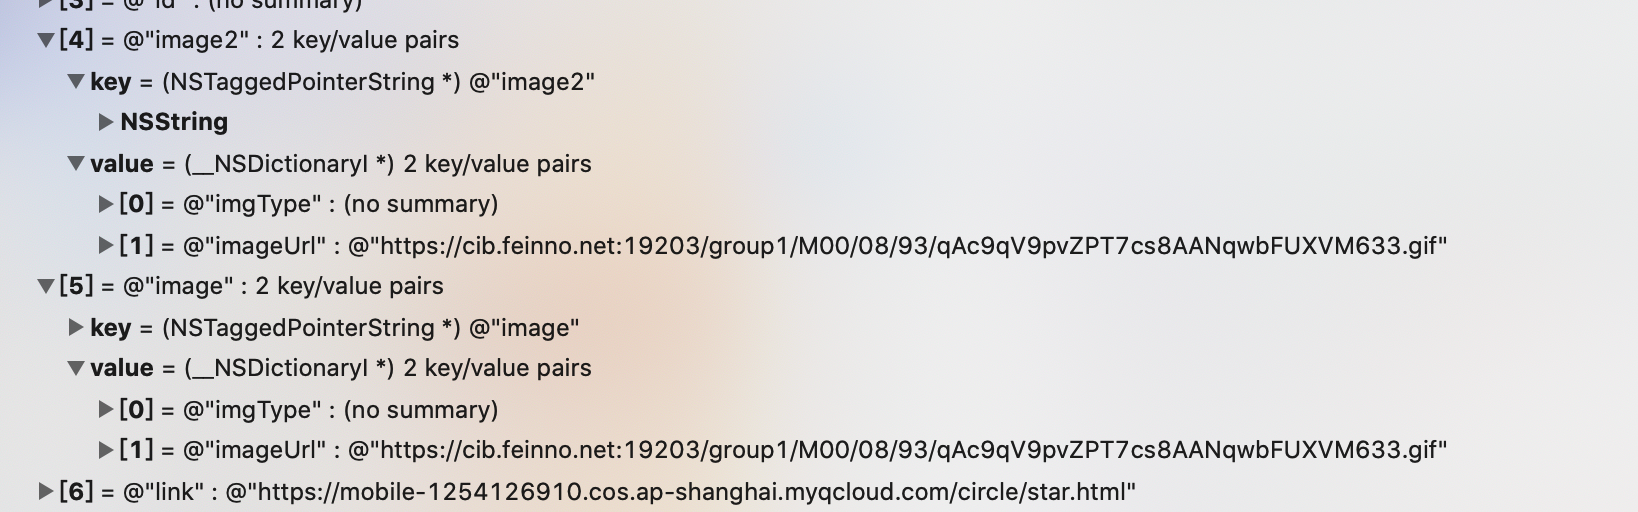 [3] = @"id" : (no summary)
[4] = @"image2" : 2 key/value pairs
key = (NSTaggedPointerString *) @"image2"
NSString
value = (__NSDictionaryI *) 2 key/value pairs
[0] = @"imgType" : (no summary)
[1] = @"imageUrl" : @"https://cib.feinno.net:19203/group1/M00/08/93/qAc9qV9pvZPT7cs8AANqwbFUXVM633.gif"
[5] = @"image" : 2 key/value pairs
key = (NSTaggedPointerString *) @"image"
value = (__NSDictionaryI *) 2 key/value pairs
[0] = @"imgType" : (no summary)
[1] = @"imageUrl" : @"https://cib.feinno.net:19203/group1/M00/08/93/qAc9qV9pvZPT7cs8AANqwbFUXVM633.gif"
[6] = @"link" : @"https://mobile-1254126910.cos.ap-shanghai.myqcloud.com/circle/star.html"